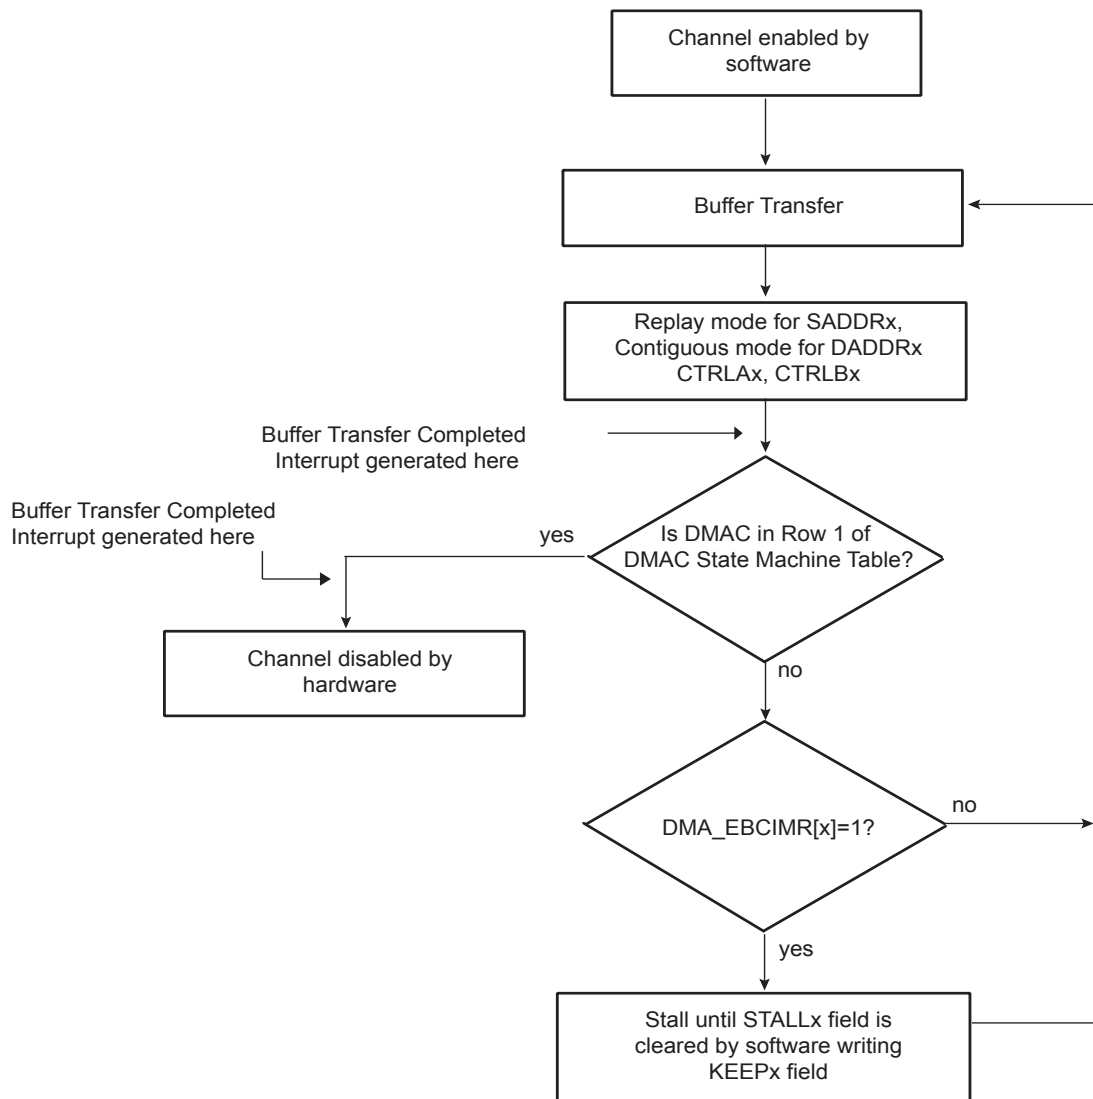 Channel enabled by
software
Buffer Transfer
Replay mode for SADDRx,
Contiguous mode for DADDRx
CTRLAx, CTRLBx
Buffer Transfer Completed
Interrupt generated here
Buffer Transfer Completed
Interrupt generated here
yes
Is DMAC in Row 1 of
DMAC State Machine Table?
Channel disabled by
hardware
no
DMA_EBCIMR[x]=1?
no
yes
Stall until STALLx field is
cleared by software writing
KEEPx field